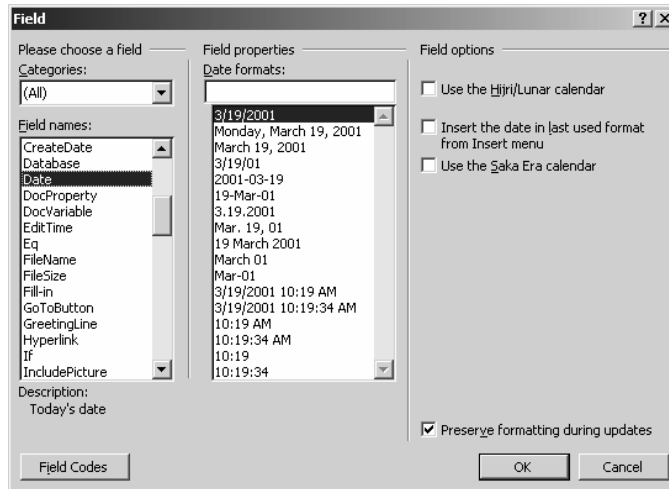 Field
Please choose a field
Categories:
(All)
Field names:
CreateDate
Database
Date
DocProperty
DocVariable
EditTime
Eq
FileName
FileSize
Fill-in
GoToButton
GreetingLine
Hyperlink
If
IncludePicture
Description:
Today's date
Field Codes
Field properties
Date formats:
3/19/2001
Monday, March 19, 2001
March 19, 2001
3/19/01
2001-03-19
19-Mar-01
3.19.2001
Mar. 19, 01
19 March 2001
March 01
Mar-01
3/19/2001 10:19 AM
3/19/2001 10:19:34 AM
10:19 AM
10:19:34 AM
10:19
10:19:34
Field options
Use the Hijri/Lunar calendar
Insert the date in last used format
from Insert menu
Use the Saka Era calendar
Preserve formatting during updates
OK
Cancel